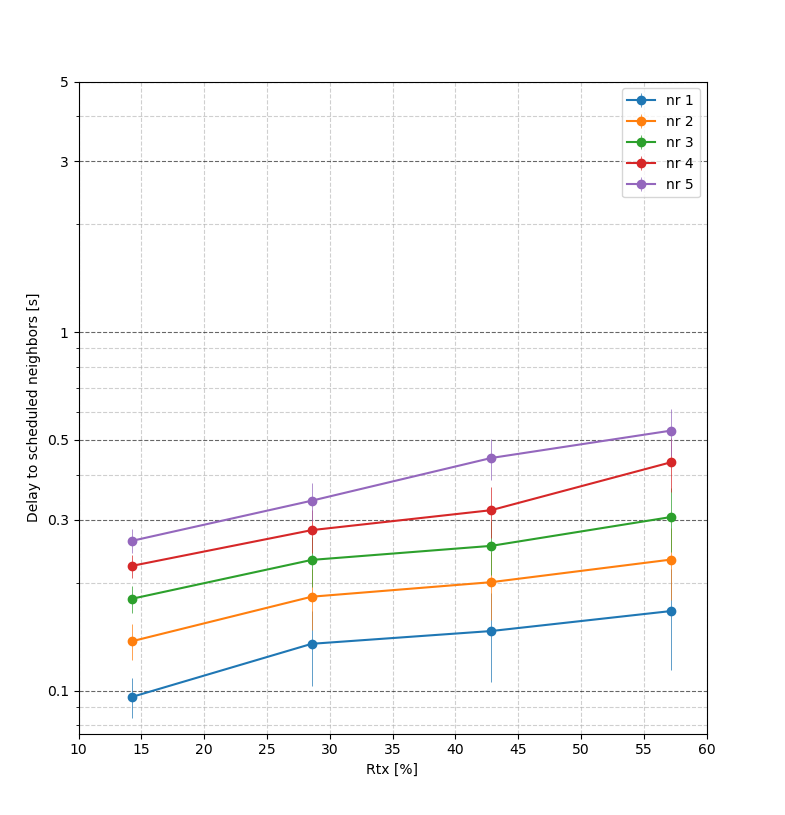 5
3
1
0.5
0.3
0.1
Delay to scheduled neighbors [s]
nr 1
nr 2
nr 3
nr 4
nr 5
10 15 20 25 30 35 40 45 50 55 60
Rtx [%]